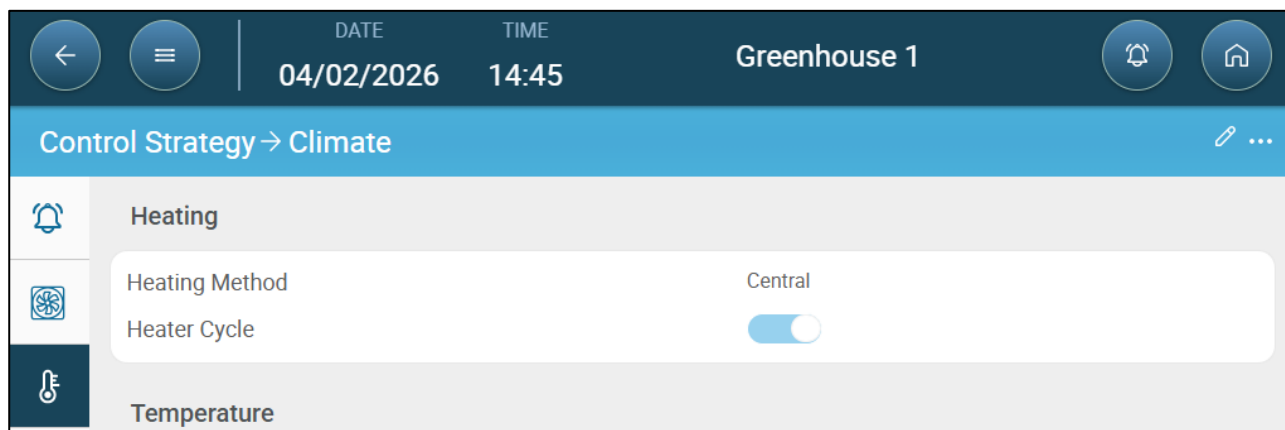 DATE TIME
04/02/2026 14:45 Greenhouse 1
Control Strategy → Climate
Heating
Heating Method Central
Heater Cycle
Temperature